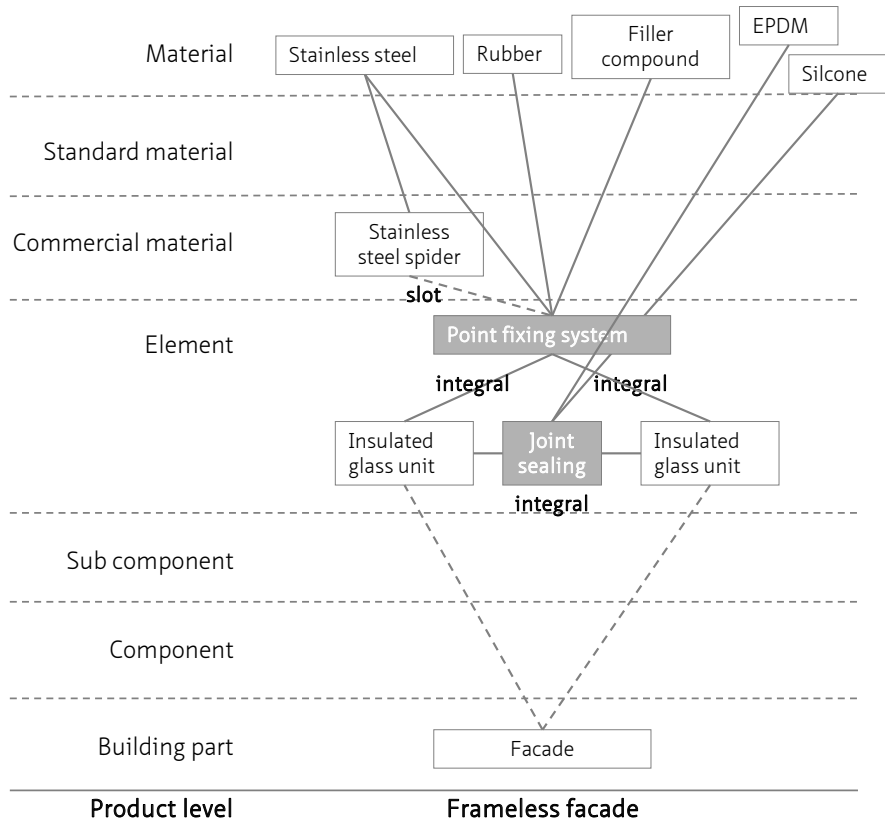 Material
Stainless steel
Rubber
Filler
compound
EPDM
Silcone
Standard material
Commercial material
Stainless
steel spider
slot
Element
Point fixing system
integral
integral
Insulated
glass unit
Joint
sealing
Insulated
glass unit
integral
Sub component
Component
Building part
Facade
Product level
Frameless facade